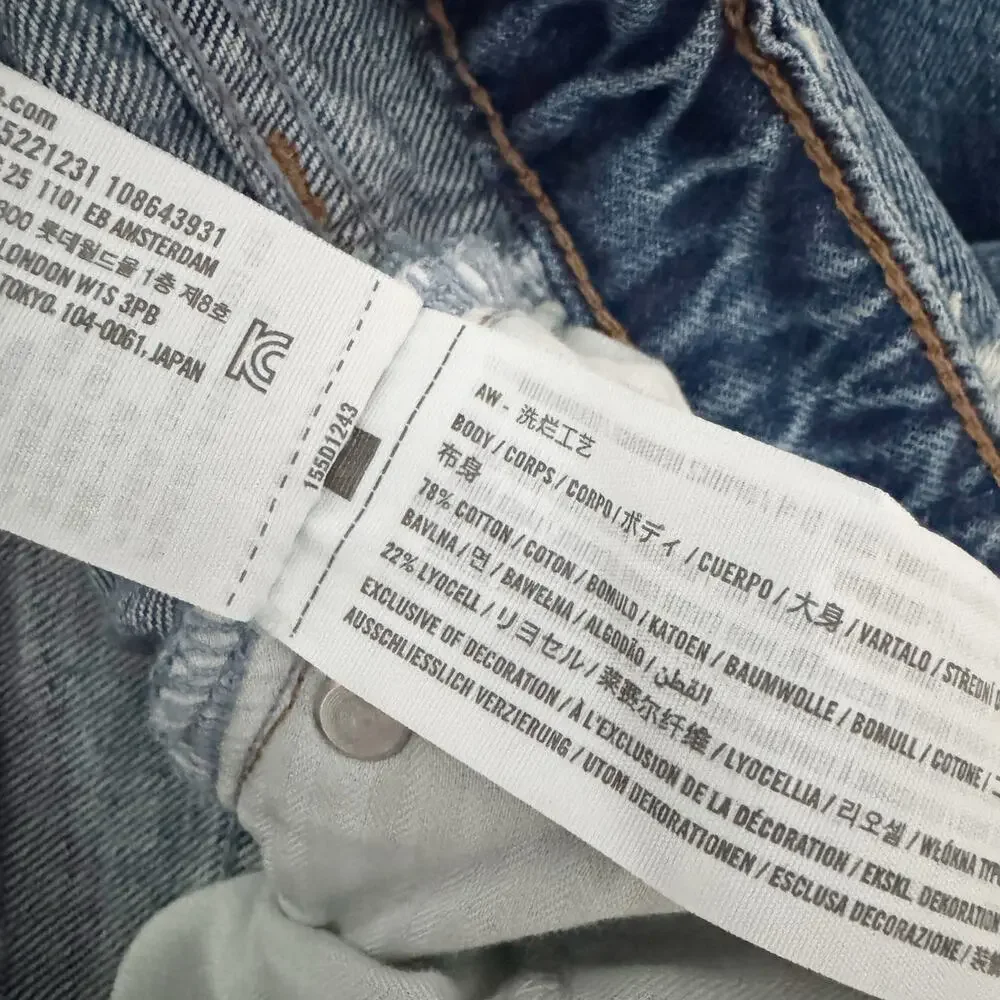 .com
5221231 108643931
25 1101 EB AMSTERDAM
300 롯데월드몰 1층 제8호
LONDON W1S 3PB
TOKYO, 104-0061, JAPAN
155D1243
AW - 洗烂工艺
BODY / CORPS / CORPO / ボディ / CUERPO / 大身 / VARTALO / STŘEDNÍ
布身
78% COTTON / COTON / BOMULD / KATOEN / BAUMWOLLE / BOMULL / COTONE /
BAVLNA / 면 / BAWEŁNA / ALGODÃO / القطن
22% LYOCELL / リヨセル / 莱赛尔纤维 / LYOCELLIA / 리오셀 / WŁÓKNA TYP
EXCLUSIVE OF DECORATION / À L'EXCLUSION DE LA DÉCORATION / EKSKL. DEKORATION
AUSSCHLIESSLICH VERZIERUNG / UTOM DEKORATIONEN / ESCLUSA DECORAZIONE /